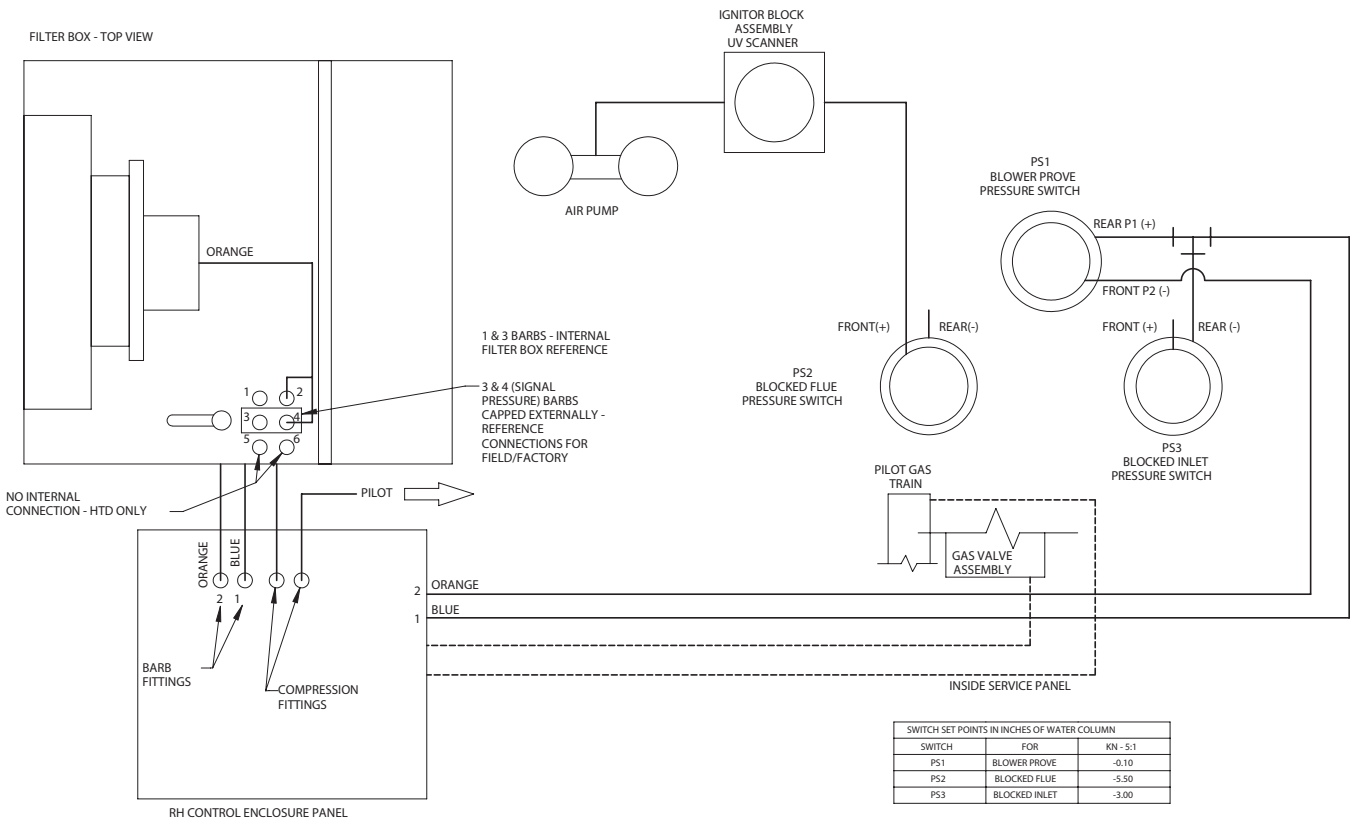 FILTER BOX - TOP VIEW
IGNITOR BLOCK
ASSEMBLY
UV SCANNER
AIR PUMP
PS1
BLOWER PROVE
PRESSURE SWITCH
REAR P1 (+)
FRONT P2 (-)
ORANGE
1 & 3 BARBS - INTERNAL
FILTER BOX REFERENCE
3 & 4 (SIGNAL
PRESSURE) BARBS
CAPPED EXTERNALLY -
REFERENCE
CONNECTIONS FOR
FIELD/FACTORY
1
2
3
4
5
6
FRONT(+)
REAR(-)
PS2
BLOCKED FLUE
PRESSURE SWITCH
FRONT (+)
REAR (-)
PS3
BLOCKED INLET
PRESSURE SWITCH
NO INTERNAL
CONNECTION - HTD ONLY
PILOT
PILOT GAS
TRAIN
GAS VALVE
ASSEMBLY
ORANGE
BLUE
2
1
2
ORANGE
1
BLUE
BARB
FITTINGS
COMPRESSION
FITTINGS
INSIDE SERVICE PANEL
RH CONTROL ENCLOSURE PANEL
SWITCH SET POINTS IN INCHES OF WATER COLUMN
SWITCH FOR KN - 5:1
PS1 BLOWER PROVE -0.10
PS2 BLOCKED FLUE -5.50
PS3 BLOCKED INLET -3.00